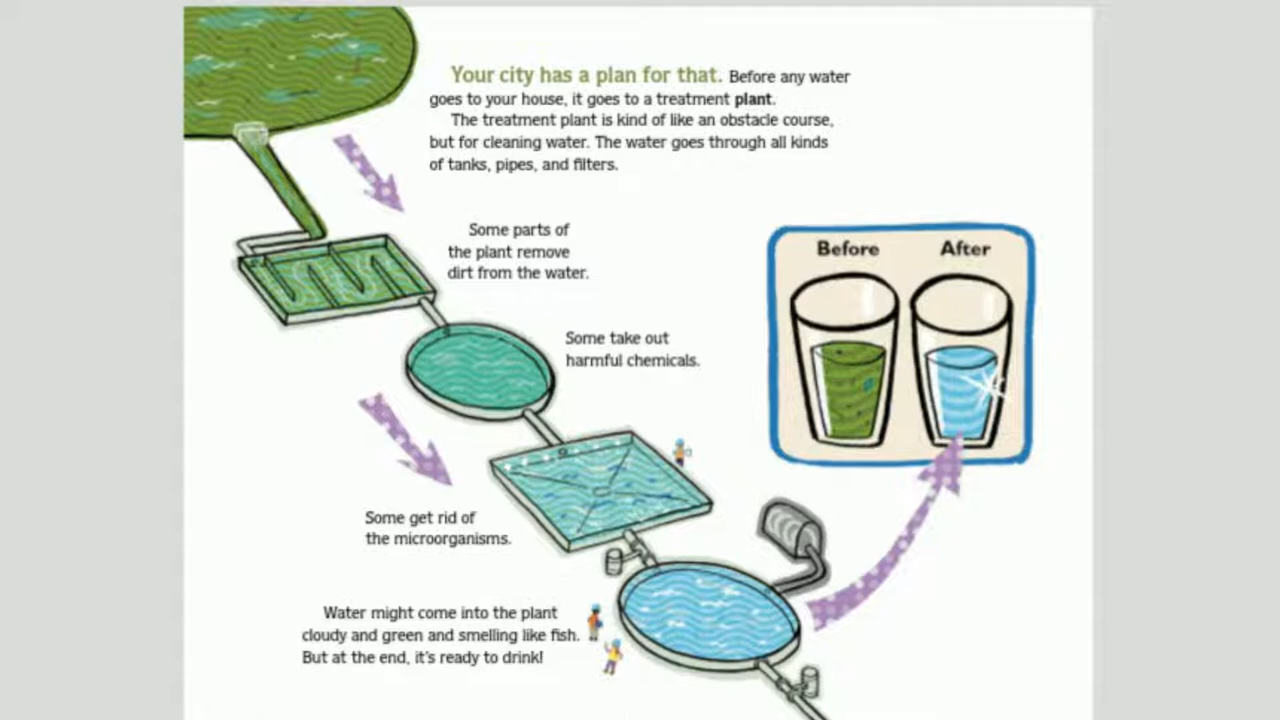 Your city has a plan for that. Before any water
goes to your house, it goes to a treatment plant.
The treatment plant is kind of like an obstacle course,
but for cleaning water. The water goes through all kinds
of tanks, pipes, and filters.
Some parts of
the plant remove
dirt from the water.
Before After
Some take out
harmful chemicals.
Some get rid of
the microorganisms.
Water might come into the plant
cloudy and green and smelling like fish.
But at the end, it's ready to drink!